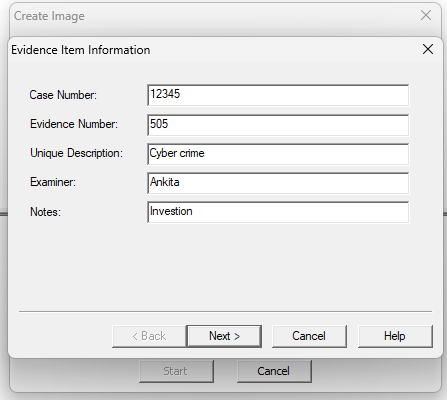 Create Image
Evidence Item Information
Case Number: 12345
Evidence Number: 505
Unique Description: Cyber crime
Examiner: Ankita
Notes: Investion
< Back Next > Cancel Help
Start Cancel